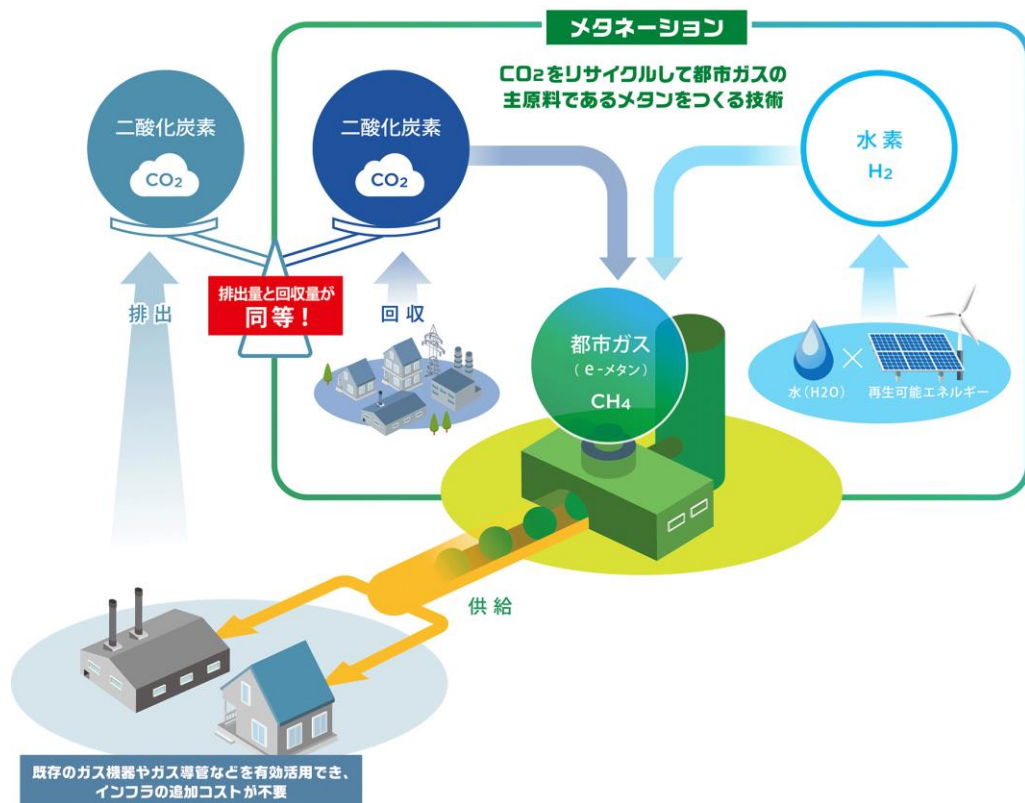 メタネーション
CO2をリサイクルして都市ガスの
主原料であるメタンをつくる技術
二酸化炭素
CO2
二酸化炭素
CO2
水素
H2
排出量と回収量が
同等！
排出
回収
都市ガス
（e-メタン）
CH4
水（H2O）
×
再生可能エネルギー
供給
既存のガス機器やガス導管などを有効活用でき、
インフラの追加コストが不要